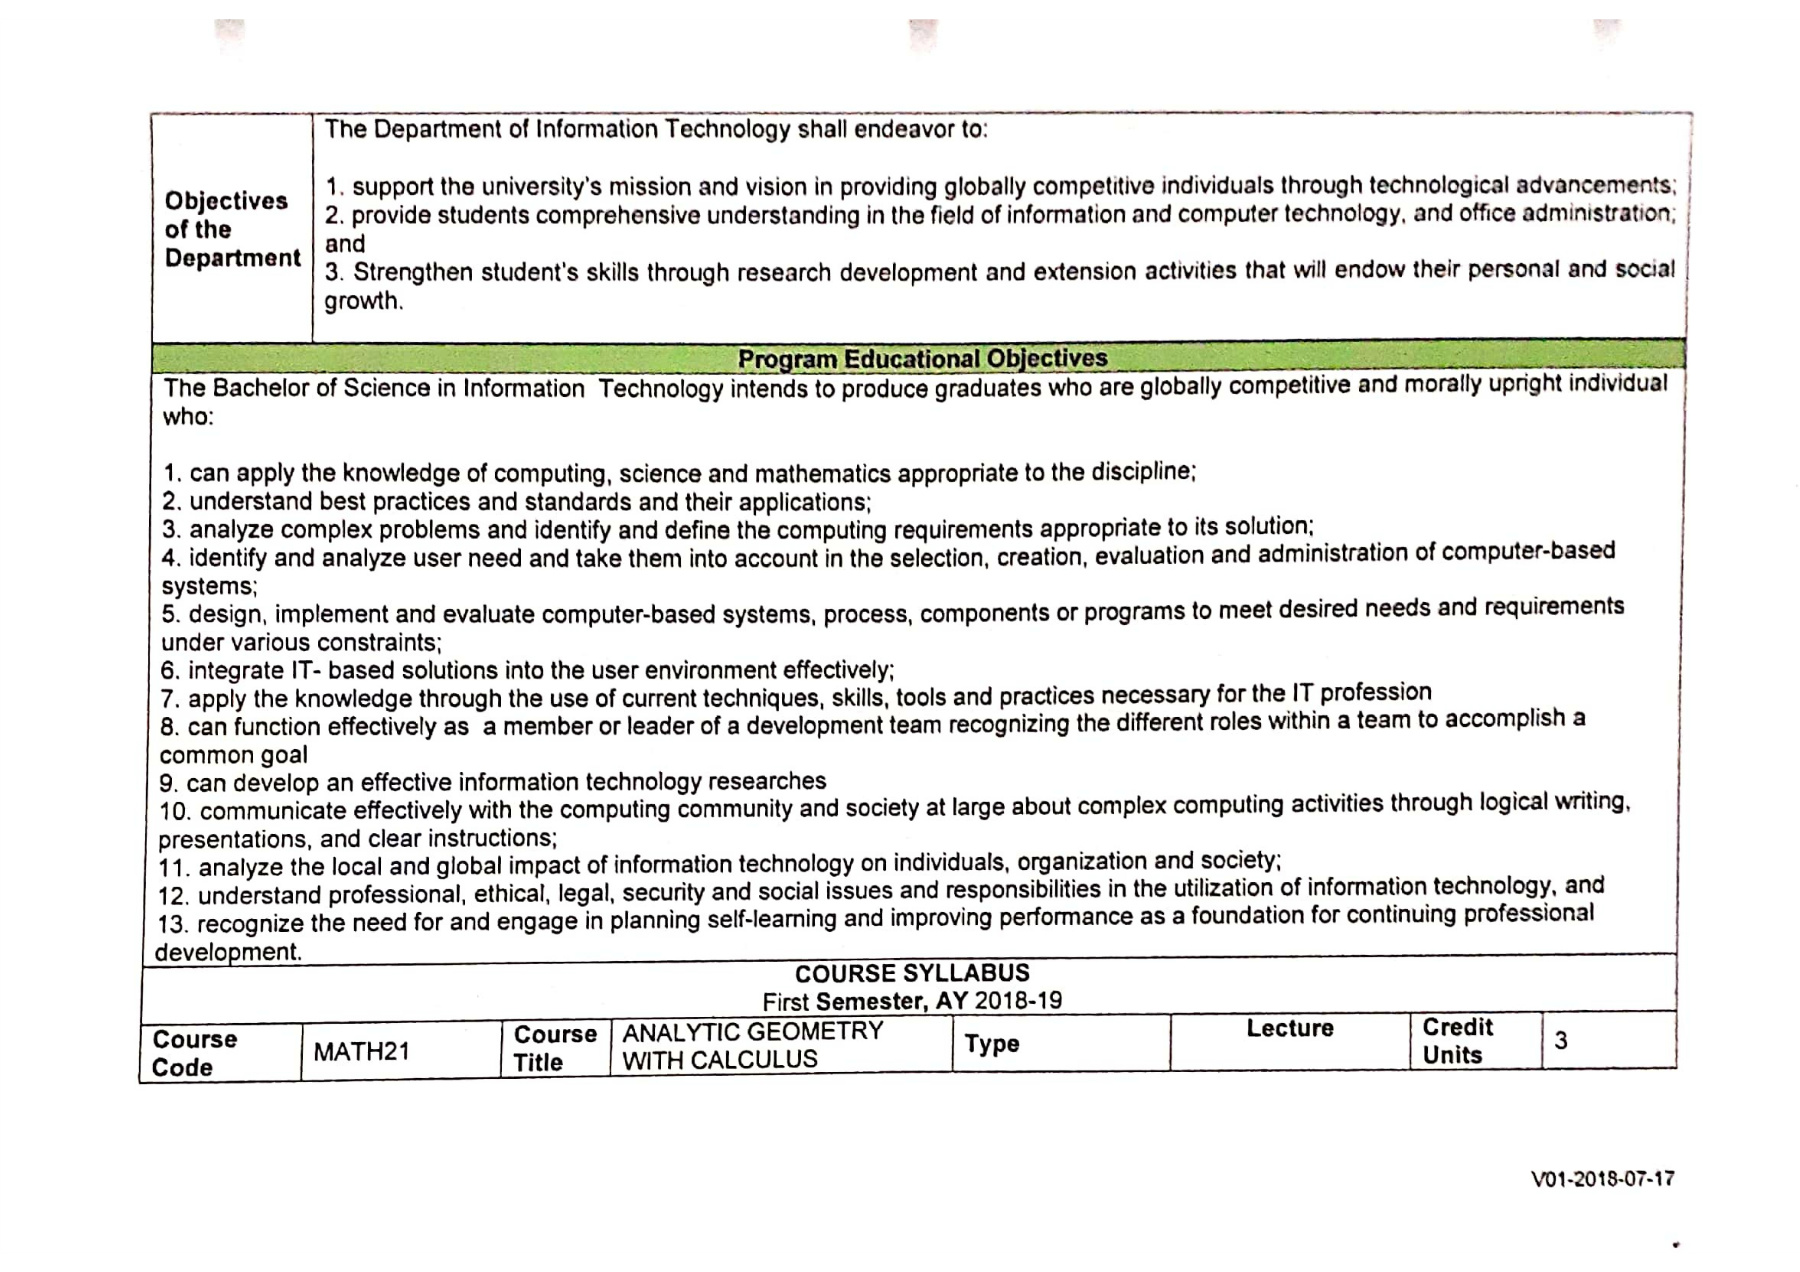 The Department of Information Technology shall endeavor to:
Objectives
of the
Department
1. support the university's mission and vision in providing globally competitive individuals through technological advancements;
2. provide students comprehensive understanding in the field of information and computer technology, and office administration;
and
3. Strengthen student's skills through research development and extension activities that will endow their personal and social
growth.
Program Educational Objectives
The Bachelor of Science in Information Technology intends to produce graduates who are globally competitive and morally upright individual
who:
1. can apply the knowledge of computing, science and mathematics appropriate to the discipline;
2. understand best practices and standards and their applications;
3. analyze complex problems and identify and define the computing requirements appropriate to its solution;
4. identify and analyze user need and take them into account in the selection, creation, evaluation and administration of computer-based
systems;
5. design, implement and evaluate computer-based systems, process, components or programs to meet desired needs and requirements
under various constraints;
6. integrate IT- based solutions into the user environment effectively;
7. apply the knowledge through the use of current techniques, skills, tools and practices necessary for the IT profession
8. can function effectively as a member or leader of a development team recognizing the different roles within a team to accomplish a
common goal
9. can develop an effective information technology researches
10. communicate effectively with the computing community and society at large about complex computing activities through logical writing,
presentations, and clear instructions;
11. analyze the local and global impact of information technology on individuals, organization and society;
12. understand professional, ethical, legal, security and social issues and responsibilities in the utilization of information technology, and
13. recognize the need for and engage in planning self-learning and improving performance as a foundation for continuing professional
development.
COURSE SYLLABUS
First Semester, AY 2018-19
Course
Code
MATH21
Course
Title
ANALYTIC GEOMETRY
WITH CALCULUS
Type
Lecture
Credit
Units
3
V01-2018-07-17